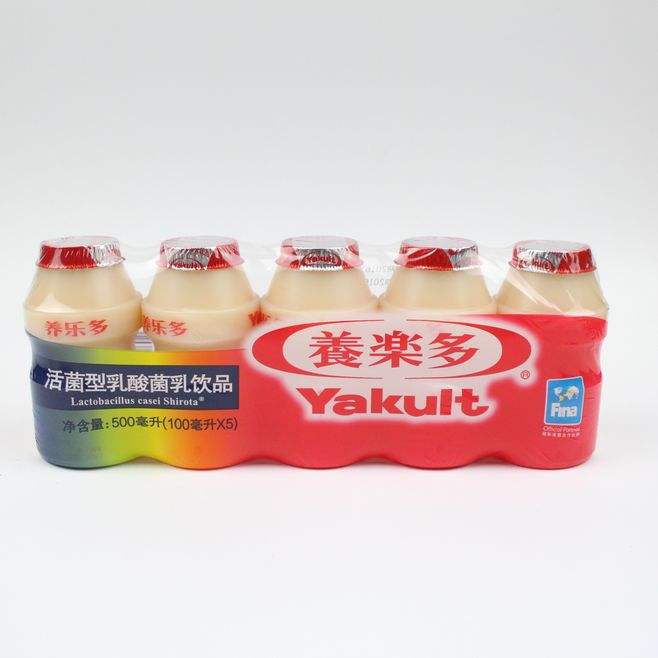 养乐多
养乐多
活菌型乳酸菌乳饮品
Lactobacillus casei Shirota®
净含量: 500毫升(100毫升X5)
養楽多
Yakult
®
Fina
Official Partner